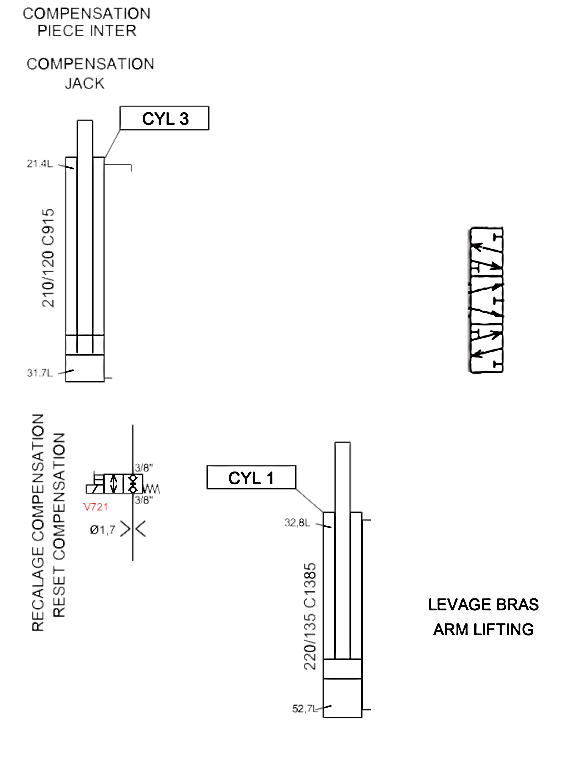 COMPENSATION
PIECE INTER
COMPENSATION
JACK
CYL 3
21.4L
210/120 C915
31.7L
RECALAGE COMPENSATION
RESET COMPENSATION
3/8"
3/8"
V721
Ø1,7
CYL 1
32,8L
220/135 C1385
52,7L
LEVAGE BRAS
ARM LIFTING